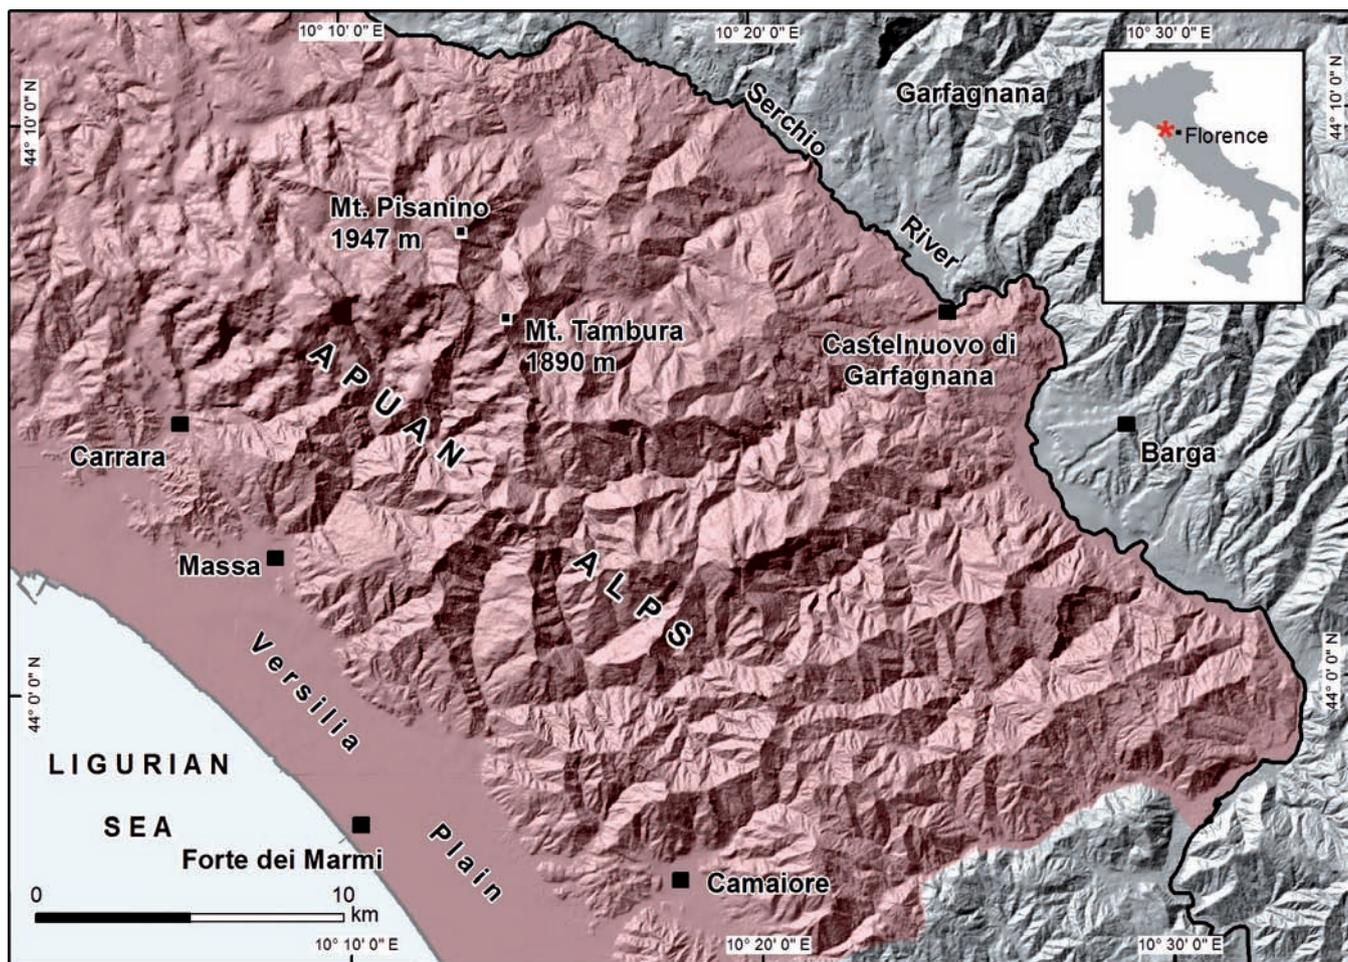 10° 10' 0" E
10° 20' 0" E
10° 30' 0" E
44° 10' 0" N
44° 10' 0" N
Garfagnana
Serchio
River
Florence
Mt. Pisanino
1947 m
Mt. Tambura
1890 m
Castelnuovo di
Garfagnana
APUAN
ALPS
Carrara
Barga
Massa
Versilia
Plain
44° 0' 0" N
44° 0' 0" N
LIGURIAN
SEA
Forte dei Marmi
Camaiore
0 10
km
10° 10' 0" E
10° 20' 0" E
10° 30' 0" E